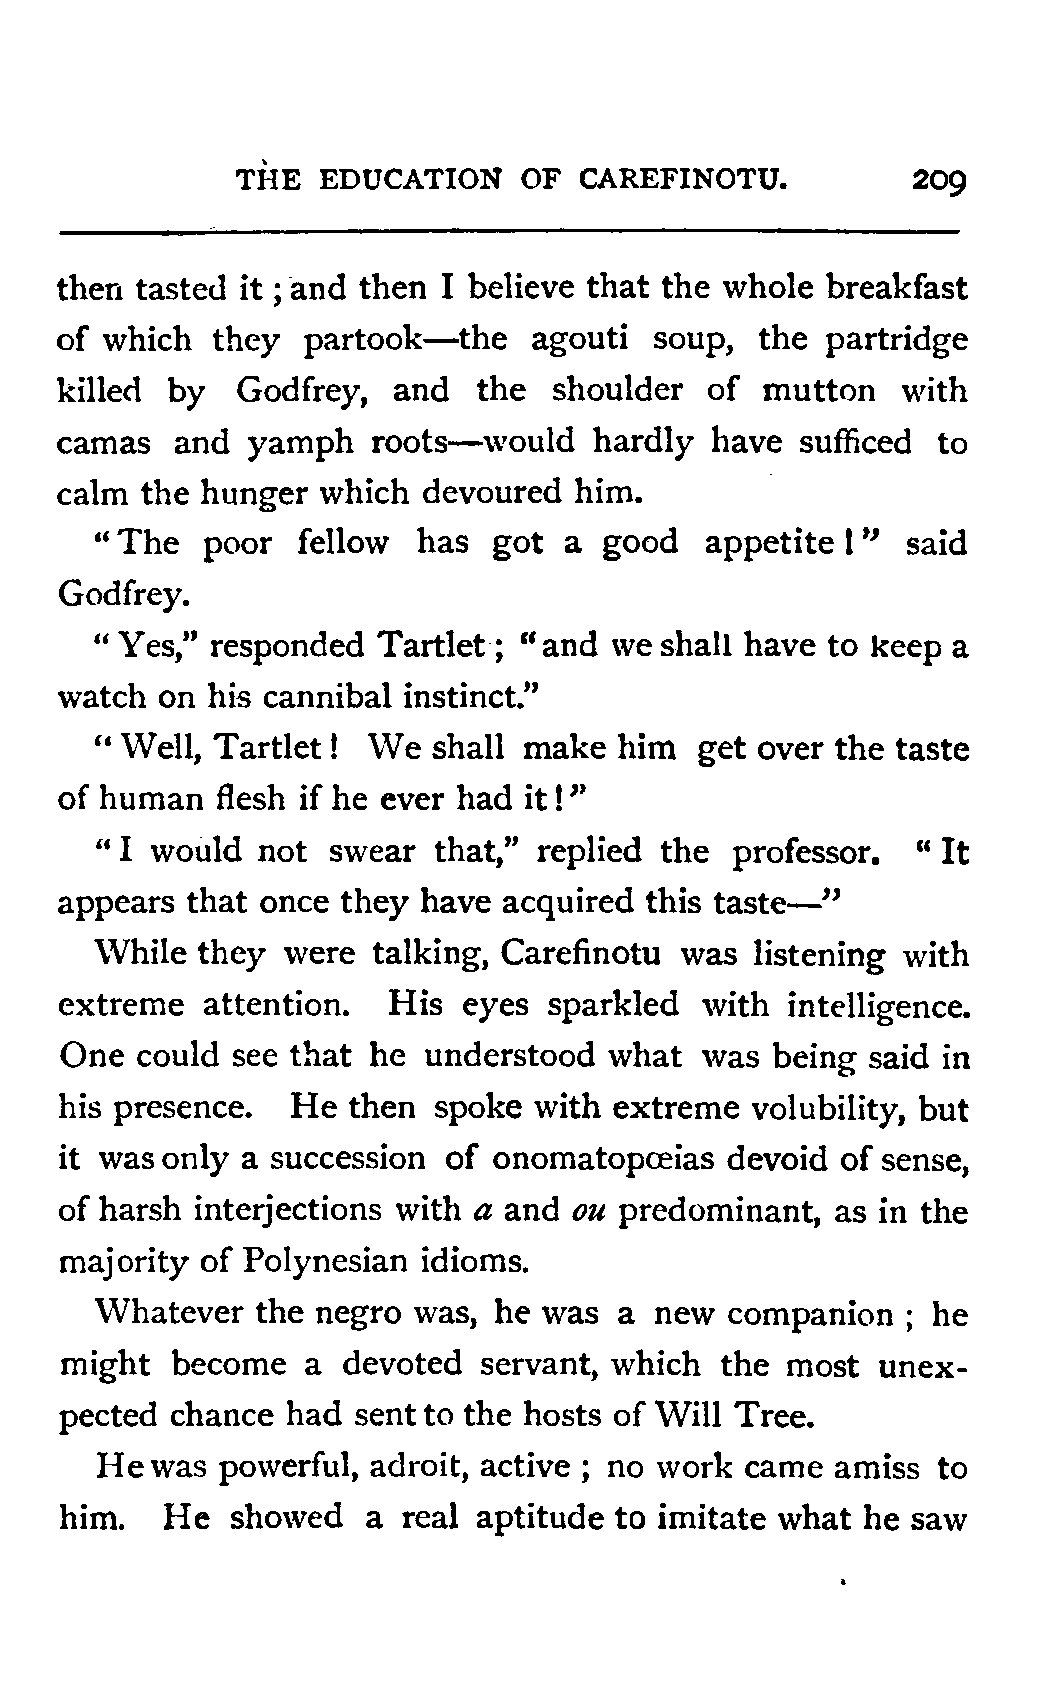 THE EDUCATION OF CAREFINOTU. 209
then tasted it ; and then I believe that the whole breakfast
of which they partook—the agouti soup, the partridge
killed by Godfrey, and the shoulder of mutton with
camas and yamph roots—would hardly have sufficed to
calm the hunger which devoured him.
“ The poor fellow has got a good appetite ! ” said
Godfrey.
“ Yes,” responded Tartlet ; “ and we shall have to keep a
watch on his cannibal instinct.”
“ Well, Tartlet ! We shall make him get over the taste
of human flesh if he ever had it ! ”
“ I would not swear that,” replied the professor. “ It
appears that once they have acquired this taste—”
While they were talking, Carefinotu was listening with
extreme attention. His eyes sparkled with intelligence.
One could see that he understood what was being said in
his presence. He then spoke with extreme volubility, but
it was only a succession of onomatopœias devoid of sense,
of harsh interjections with a and ou predominant, as in the
majority of Polynesian idioms.
Whatever the negro was, he was a new companion ; he
might become a devoted servant, which the most unex-
pected chance had sent to the hosts of Will Tree.
He was powerful, adroit, active ; no work came amiss to
him. He showed a real aptitude to imitate what he saw